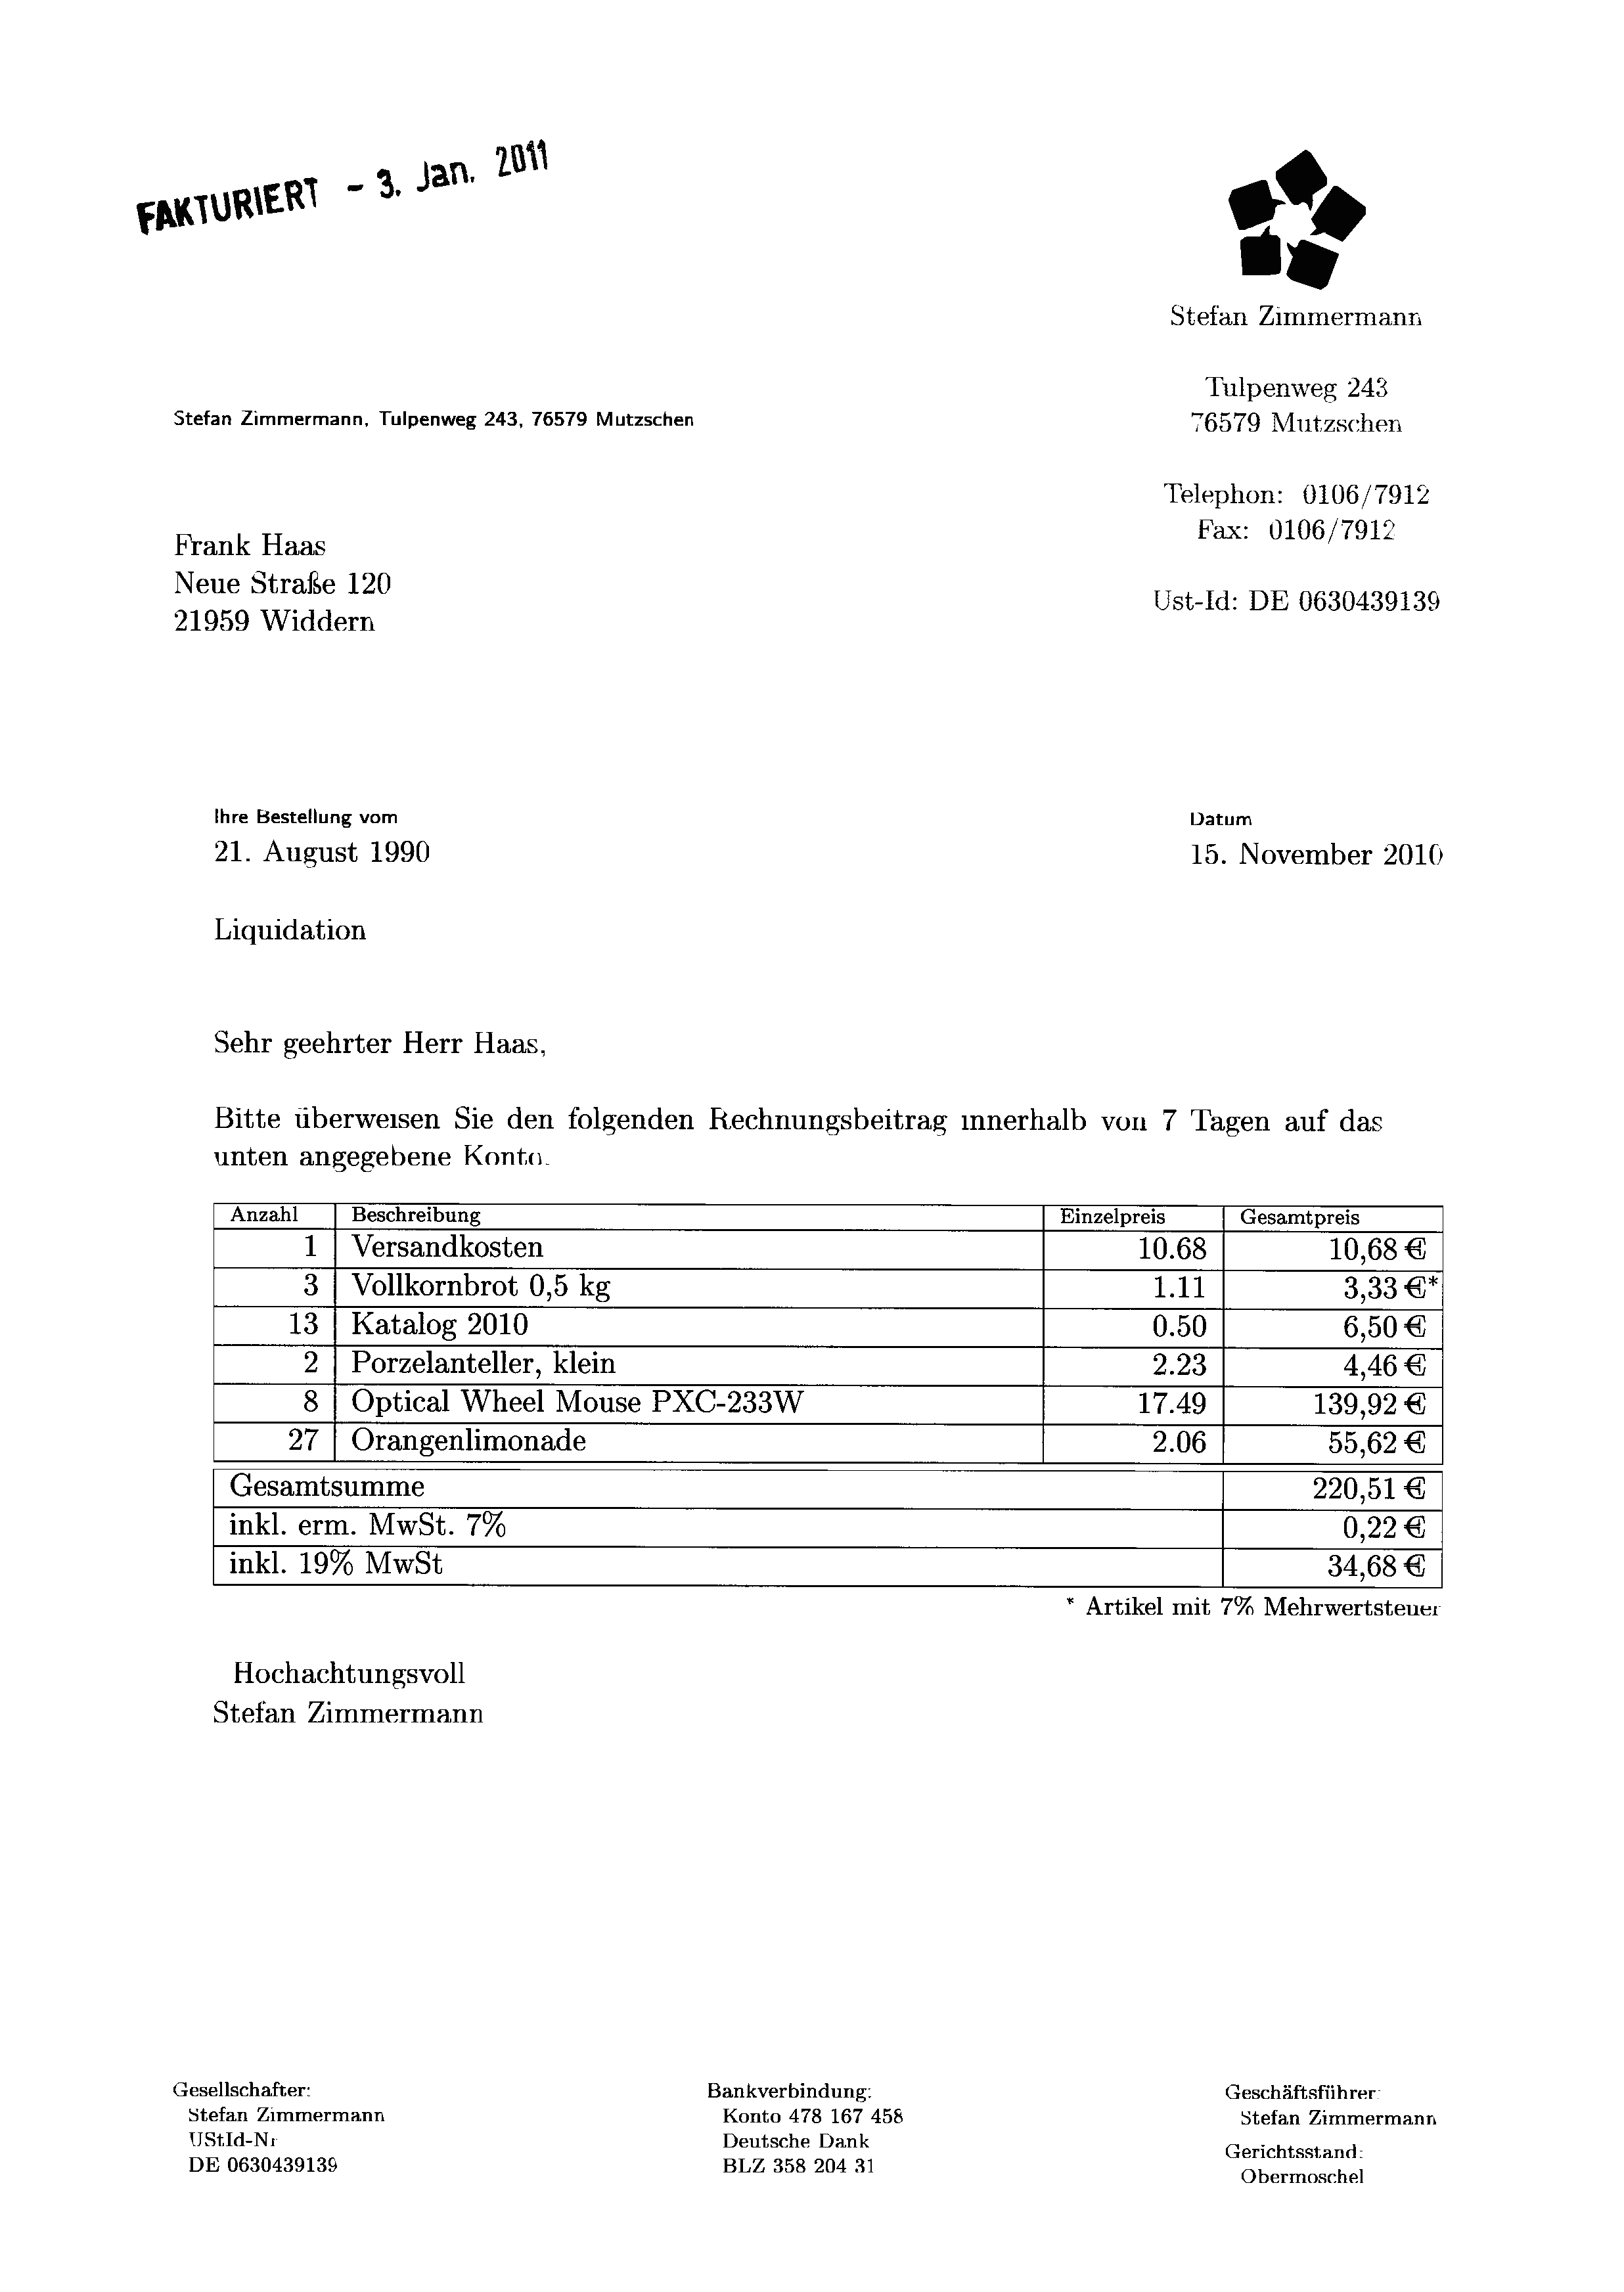 FAKTURIERT - 3. Jan. 2011
Stefan Zimmermann
Tulpenweg 243
76579 Mutzschen
Telephon: 0106/7912
Fax: 0106/7912
Ust-Id: DE 0630439139
Stefan Zimmermann, Tulpenweg 243, 76579 Mutzschen
Frank Haas
Neue Straße 120
21959 Widdern
Ihre Bestellung vom
21. August 1990
Datum
15. November 2010
Liquidation
Sehr geehrter Herr Haas,
Bitte überweisen Sie den folgenden Rechnungsbeitrag innerhalb von 7 Tagen auf das
unten angegebene Konto.
Anzahl Beschreibung Einzelpreis Gesamtpreis
1 Versandkosten 10.68 10,68 €
3 Vollkornbrot 0,5 kg 1.11 3,33 €*
13 Katalog 2010 0.50 6,50 €
2 Porzelanteller, klein 2.23 4,46 €
8 Optical Wheel Mouse PXC-233W 17.49 139,92 €
27 Orangenlimonade 2.06 55,62 €
Gesamtsumme 220,51 €
inkl. erm. MwSt. 7% 0,22 €
inkl. 19% MwSt 34,68 €
* Artikel mit 7% Mehrwertsteuer
Hochachtungsvoll
Stefan Zimmermann
Gesellschafter:
Stefan Zimmermann
UStId-Nr
DE 0630439139
Bankverbindung:
Konto 478 167 458
Deutsche Dank
BLZ 358 204 31
Geschäftsführer:
Stefan Zimmermann
Gerichtsstand:
Obermoschel